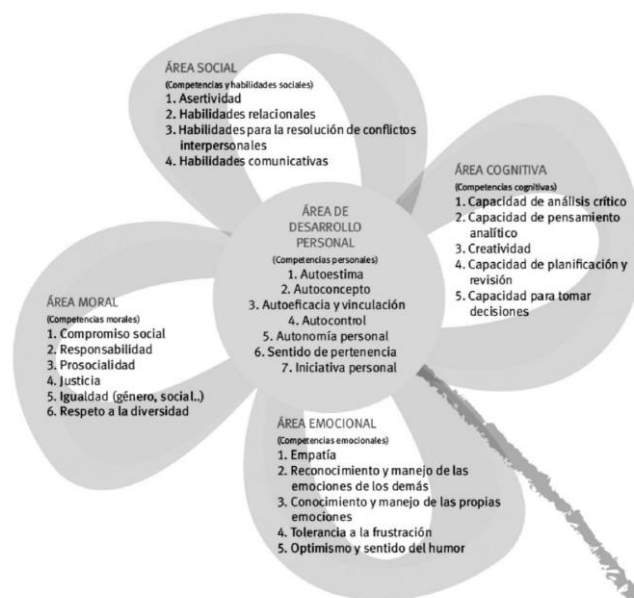 ÁREA SOCIAL
(Competencias y habilidades sociales)
1. Asertividad
2. Habilidades relacionales
3. Habilidades para la resolución de conflictos
interpersonales
4. Habilidades comunicativas
ÁREA COGNITIVA
(Competencias cognitivas)
1. Capacidad de análisis crítico
2. Capacidad de pensamiento
analítico
3. Creatividad
4. Capacidad de planificación y
revisión
5. Capacidad para tomar
decisiones
ÁREA DE
DESARROLLO
PERSONAL
(Competencias personales)
1. Autoestima
2. Autoconcepto
3. Autoeficacia y vinculación
4. Autocontrol
5. Autonomía personal
6. Sentido de pertenencia
7. Iniciativa personal
ÁREA MORAL
(Competencias morales)
1. Compromiso social
2. Responsabilidad
3. Prosocialidad
4. Justicia
5. Igualdad (género, social..)
6. Respeto a la diversidad
ÁREA EMOCIONAL
(Competencias emocionales)
1. Empatía
2. Reconocimiento y manejo de las
emociones de los demás
3. Conocimiento y manejo de las propias
emociones
4. Tolerancia a la frustración
5. Optimismo y sentido del humor